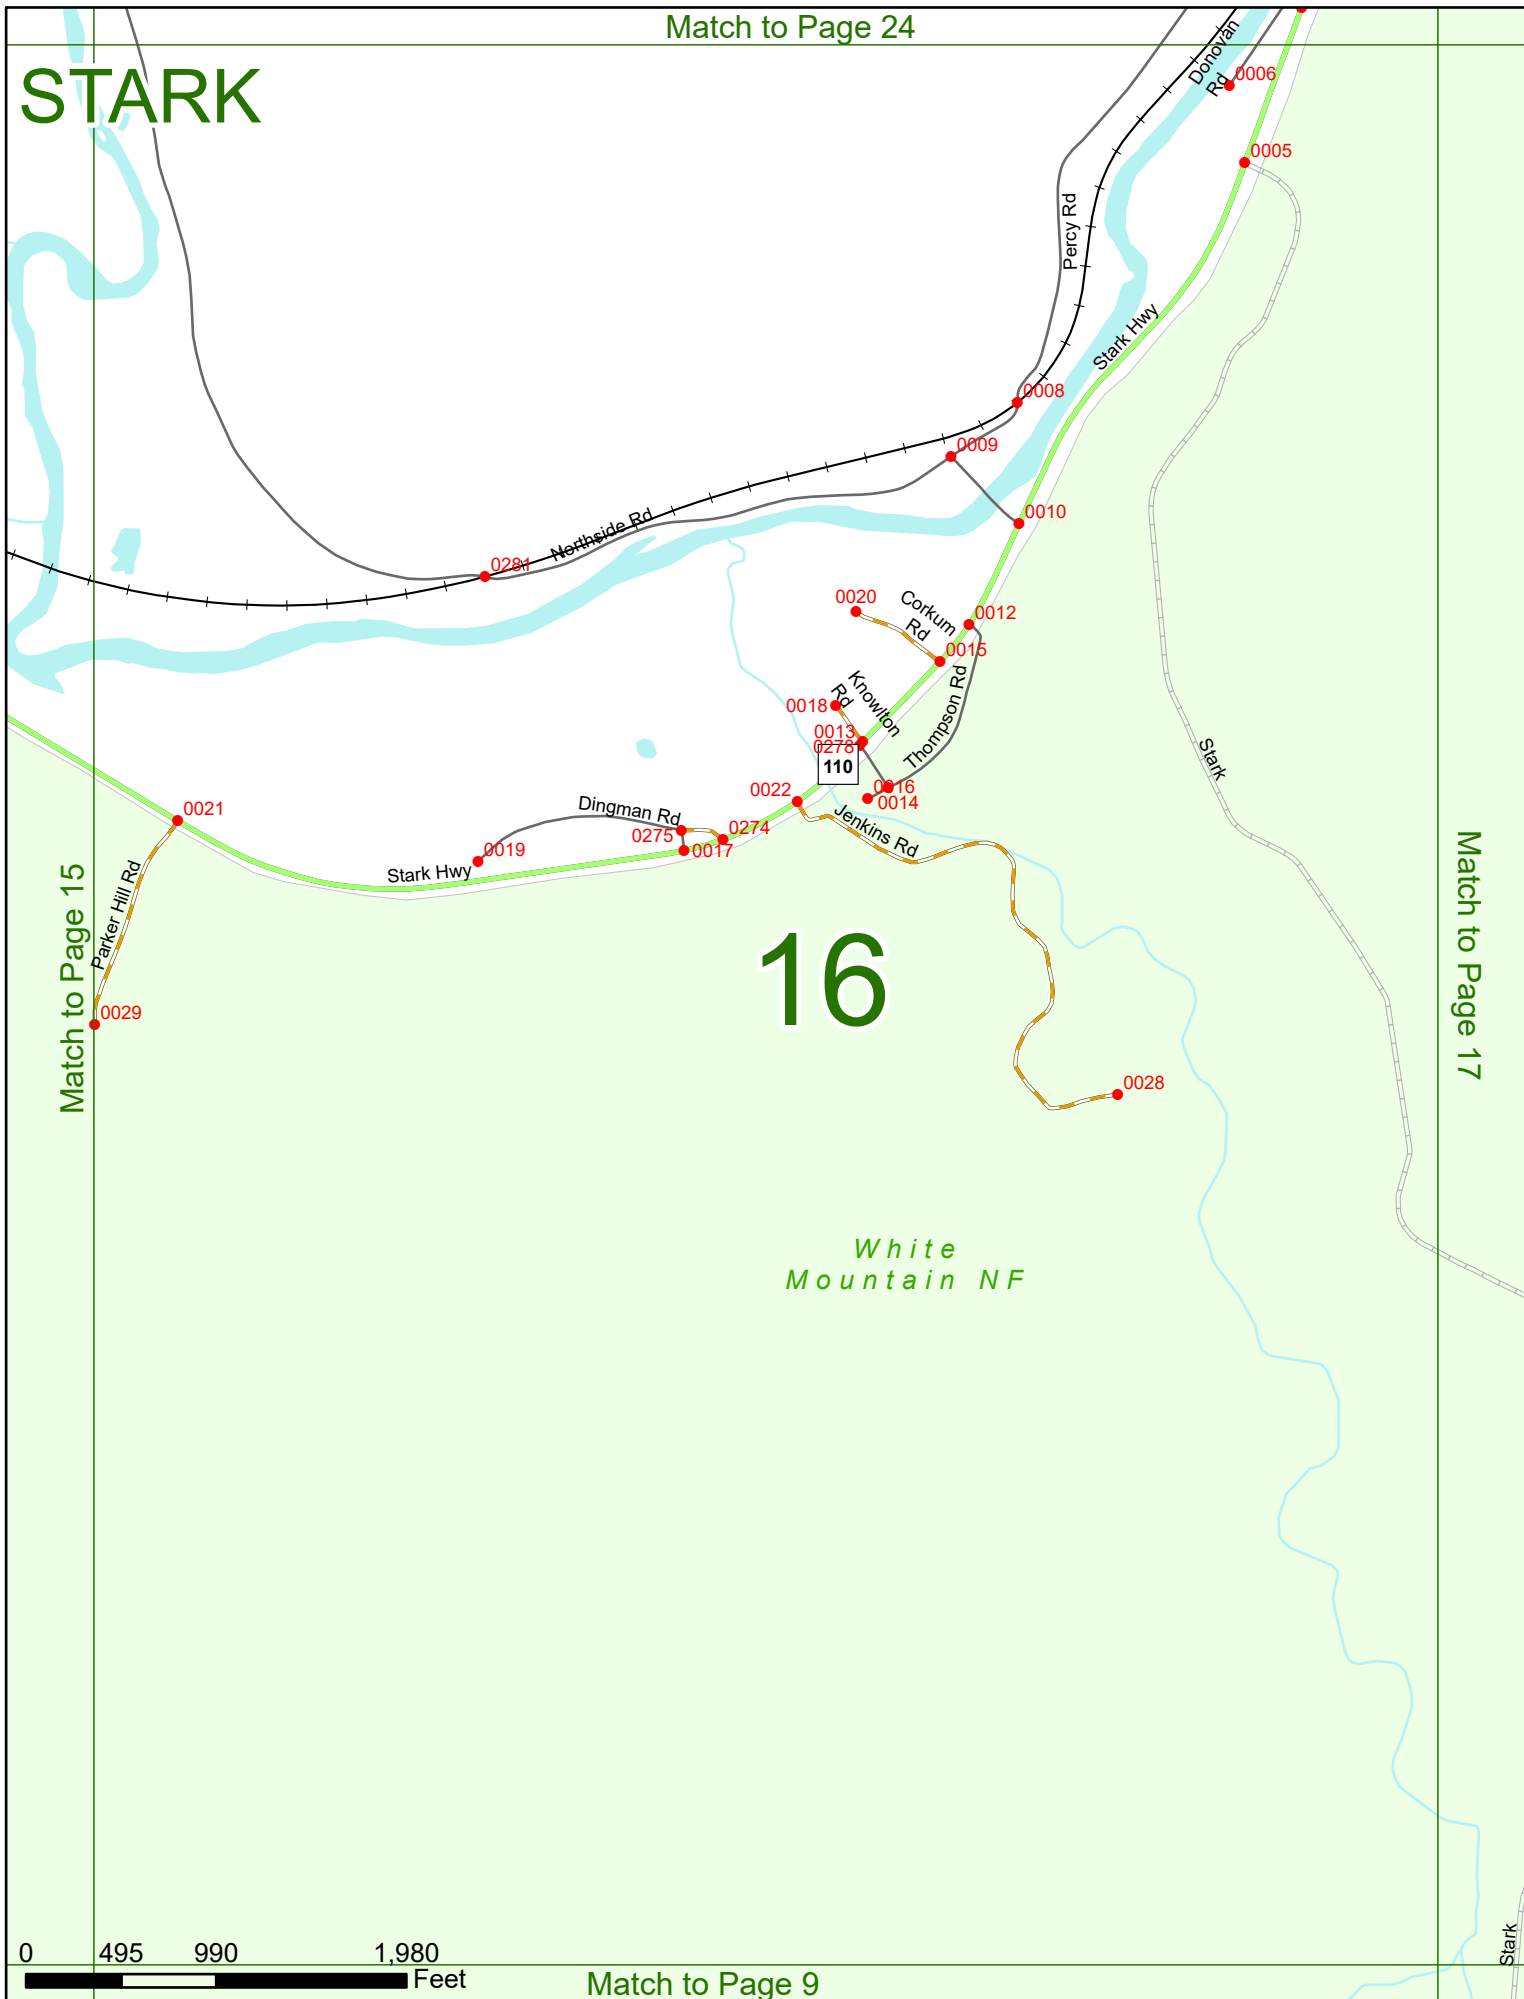 Match to Page 24
STARK
Donovan
Rd
0006
0005
Percy Rd
Stark Hwy
0008
0009
0010
Northside Rd
0281
0020
Corkum
Rd
0012
0015
Knowlton
Rd
0018
Thompson Rd
0013
0278
110
0016
0014
0022
Stark
Dingman Rd
0275
0274
0017
Jenkins Rd
0021
0019
Stark Hwy
Parker Hill Rd
Match to Page 15
Match to Page 17
16
0029
0028
White
Mountain NF
Stark
0 495 990 1,980
Feet
Match to Page 9